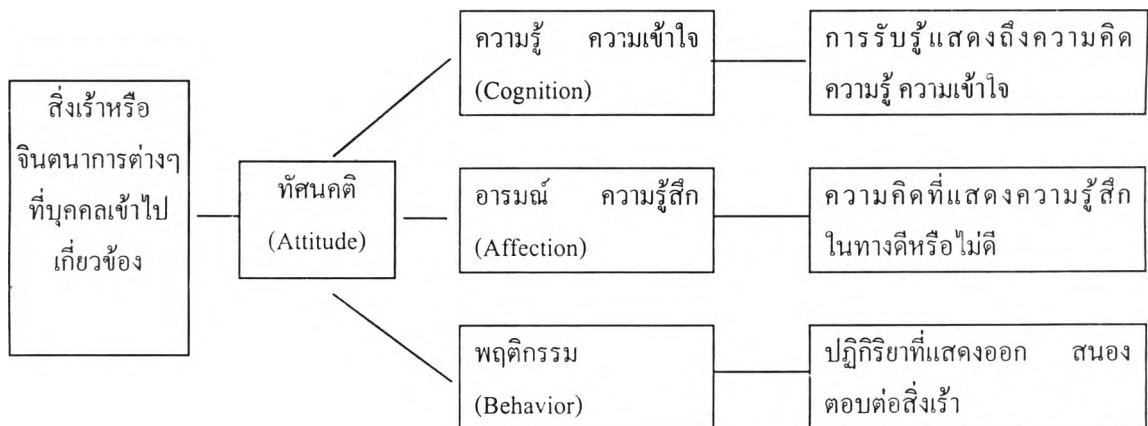 สิ่งเร้าหรือ
จินตนาการต่างๆ
ที่บุคคลเข้าไป
เกี่ยวข้อง
ทัศนคติ
(Attitude)
ความรู้ ความเข้าใจ
(Cognition)
การรับรู้แสดงถึงความคิด
ความรู้ ความเข้าใจ
อารมณ์ ความรู้สึก
(Affection)
ความคิดที่แสดงความรู้สึก
ในทางดีหรือไม่ดี
พฤติกรรม
(Behavior)
ปฏิกิริยาที่แสดงออก สนอง
ตอบต่อสิ่งเร้า